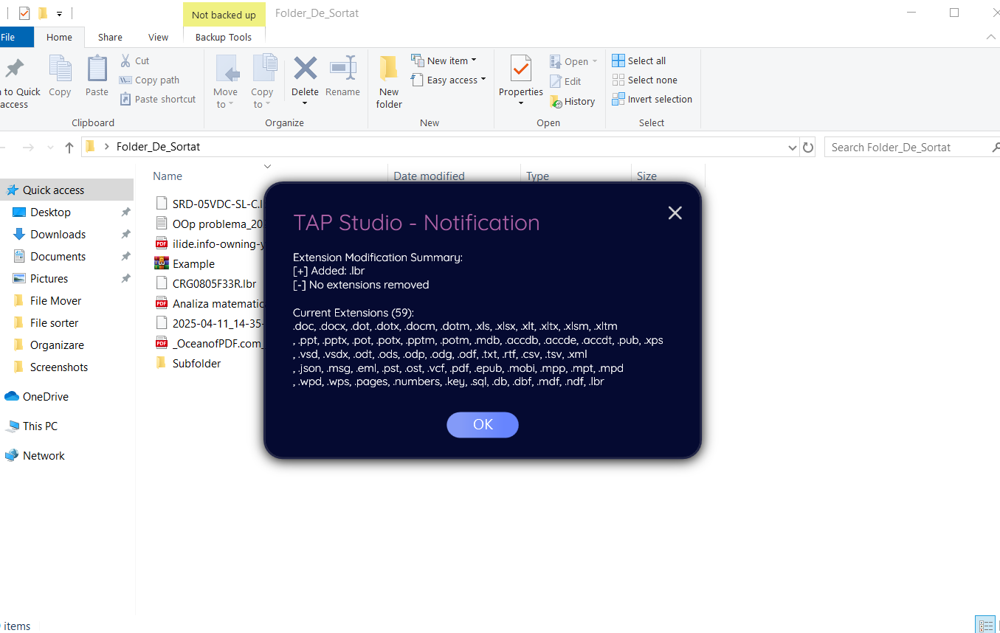 Not backed up
Folder_De_Sortat
File
Home
Share
View
Backup Tools
to Quick
access
Copy
Paste
Cut
Copy path
Paste shortcut
Clipboard
Move
to
Copy
to
Delete
Rename
Organize
New
folder
New item
Easy access
New
Properties
Open
Edit
History
Open
Select all
Select none
Invert selection
Select
Folder_De_Sortat
Search Folder_De_Sortat
Name
Date modified
Type
Size
Quick access
Desktop
Downloads
Documents
Pictures
File Mover
File sorter
Organizare
Screenshots
OneDrive
This PC
Network
SRD-05VDC-SL-C.l
OOp problema_20
ilide.info-owning-y
Example
CRG0805F33R.lbr
Analiza matematic
2025-04-11_14-35-
_OceanofPDF.com_
Subfolder
TAP Studio - Notification
Extension Modification Summary:
[+] Added: .lbr
[-] No extensions removed
Current Extensions (59):
.doc, .docx, .dot, .dotx, .docm, .dotm, .xls, .xlsx, .xlt, .xltx, .xlsm, .xltm
, .ppt, .pptx, .pot, .potx, .pptm, .potm, .mdb, .accdb, .accde, .accdt, .pub, .xps
, .vsd, .vsdx, .odt, .ods, .odp, .odg, .odf, .txt, .rtf, .csv, .tsv, .xml
, .json, .msg, .eml, .pst, .ost, .vcf, .pdf, .epub, .mobi, .mpp, .mpt, .mpd
, .wpd, .wps, .pages, .numbers, .key, .sql, .db, .dbf, .mdf, .ndf, .lbr
OK
items